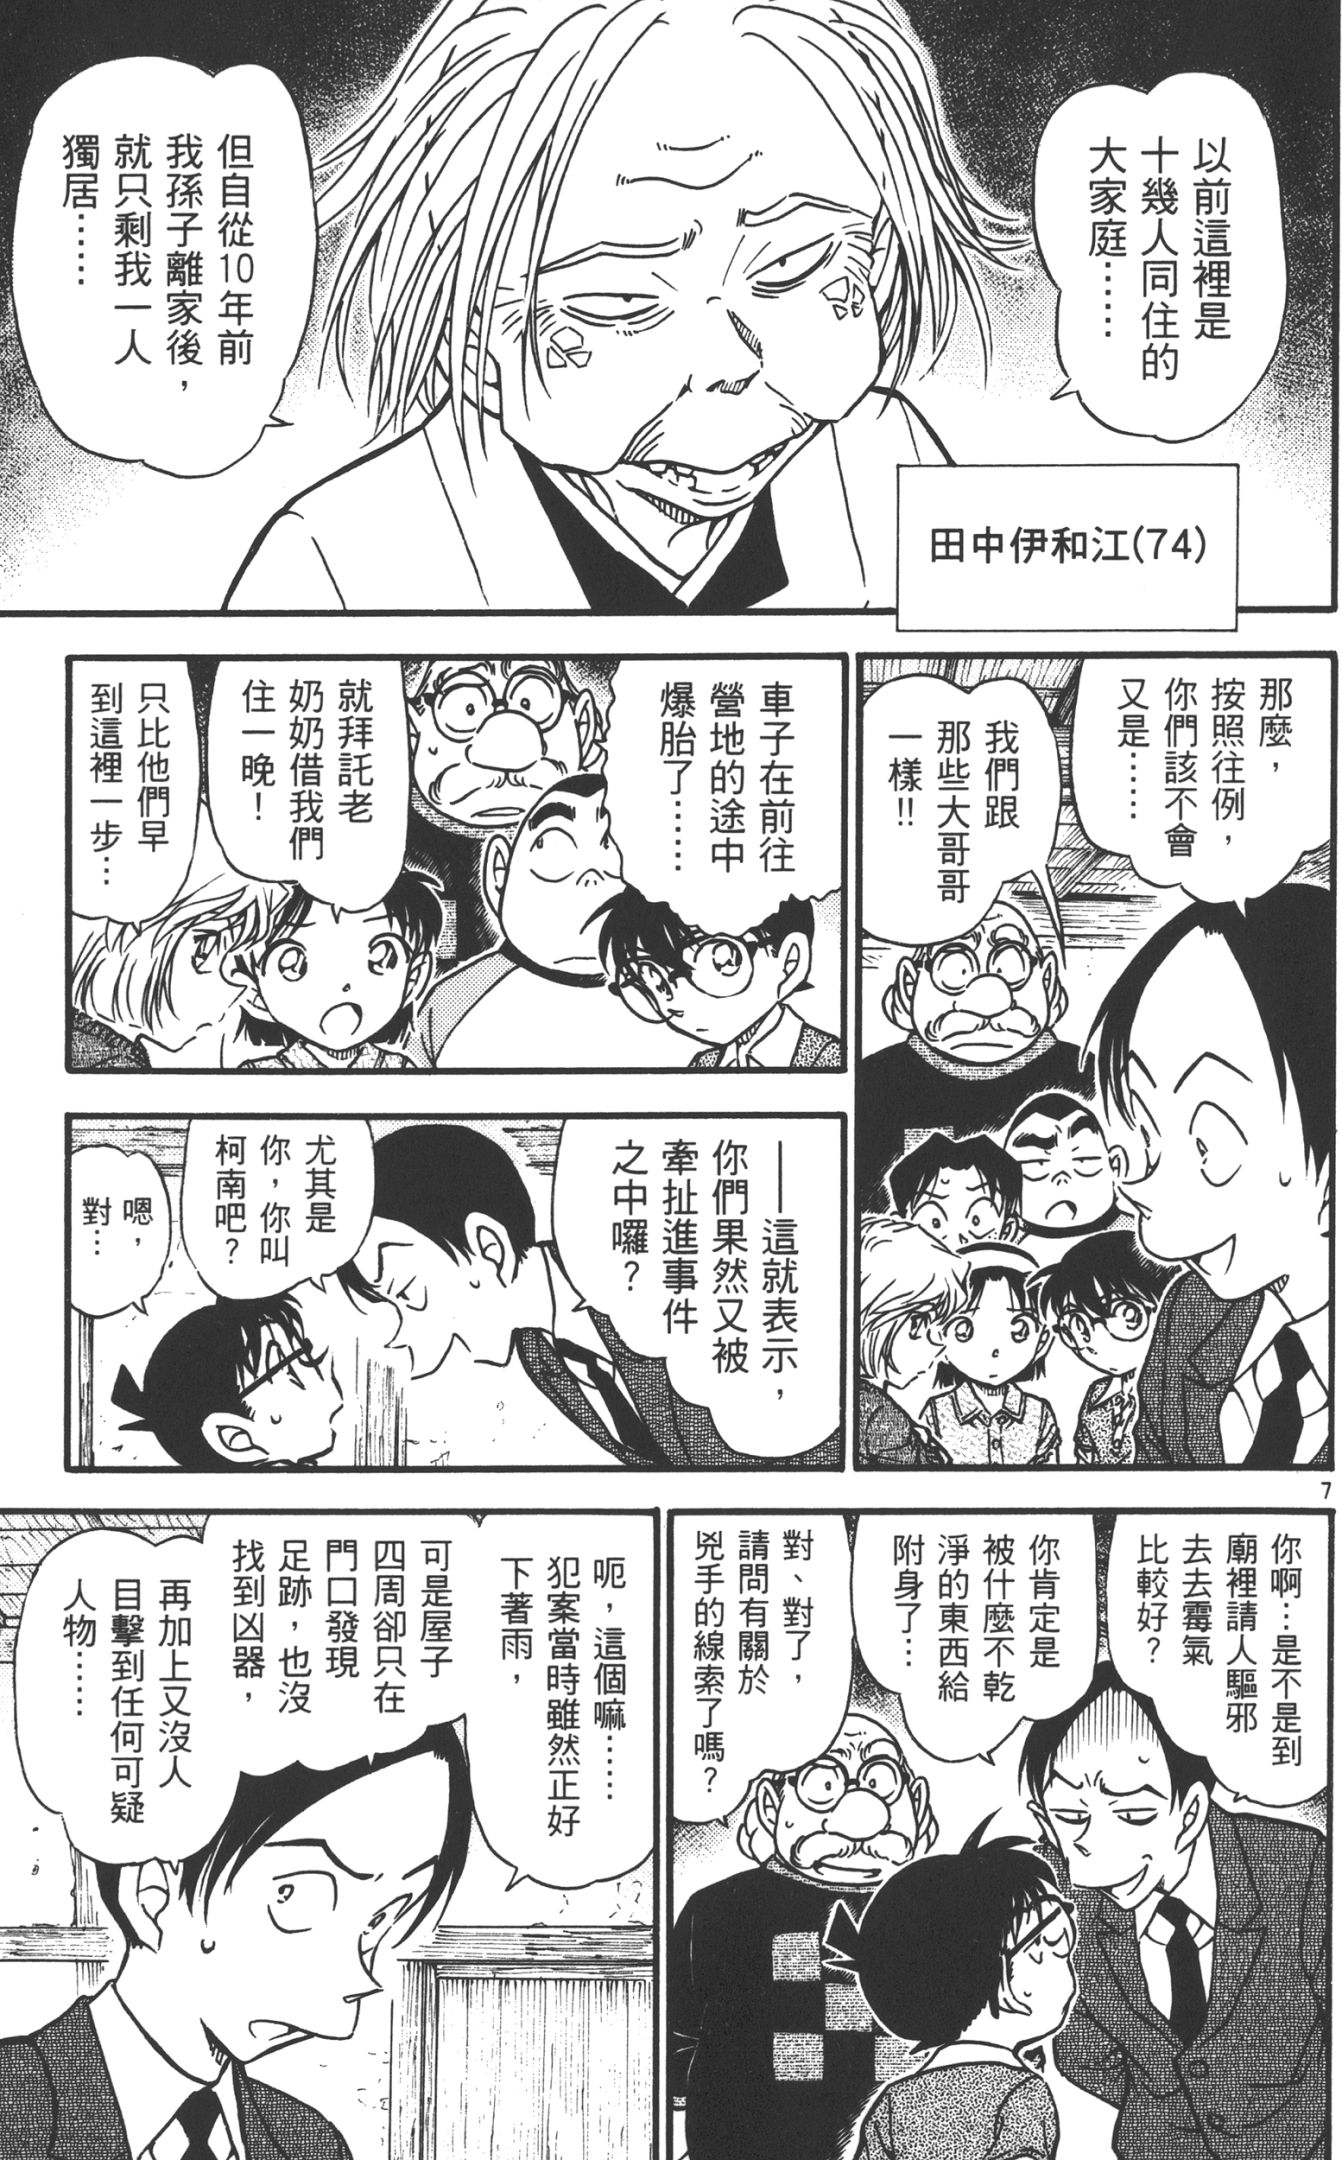 以前這裡是
十幾人同住的
大家庭……
但自從10年前
我孫子離家後，
就只剩我一人
獨居……
田中伊和江(74)
那麼，
按照往例，
你們該不會
又是……
我們跟
那些大哥哥
一樣!!
車子在前往
營地的途中
爆胎了……
就拜託老
奶奶借我們
住一晚！
只比他們早
到這裡一步…
——這就表示，
你們果然又被
牽扯進事件
之中囉？
尤其是
你，你叫
柯南吧？
嗯，
對…
7
你啊…是不是到
廟裡請人驅邪
去去霉氣
比較好？
你肯定是
被什麼不乾
淨的東西給
附身了…
對、對了，
請問有關於
兇手的線索了嗎？
呃，這個嘛……
犯案當時雖然正好
下著雨，
可是屋子
四周卻只在
門口發現
足跡，也沒
找到凶器，
再加上又沒人
目擊到任何可疑
人物……